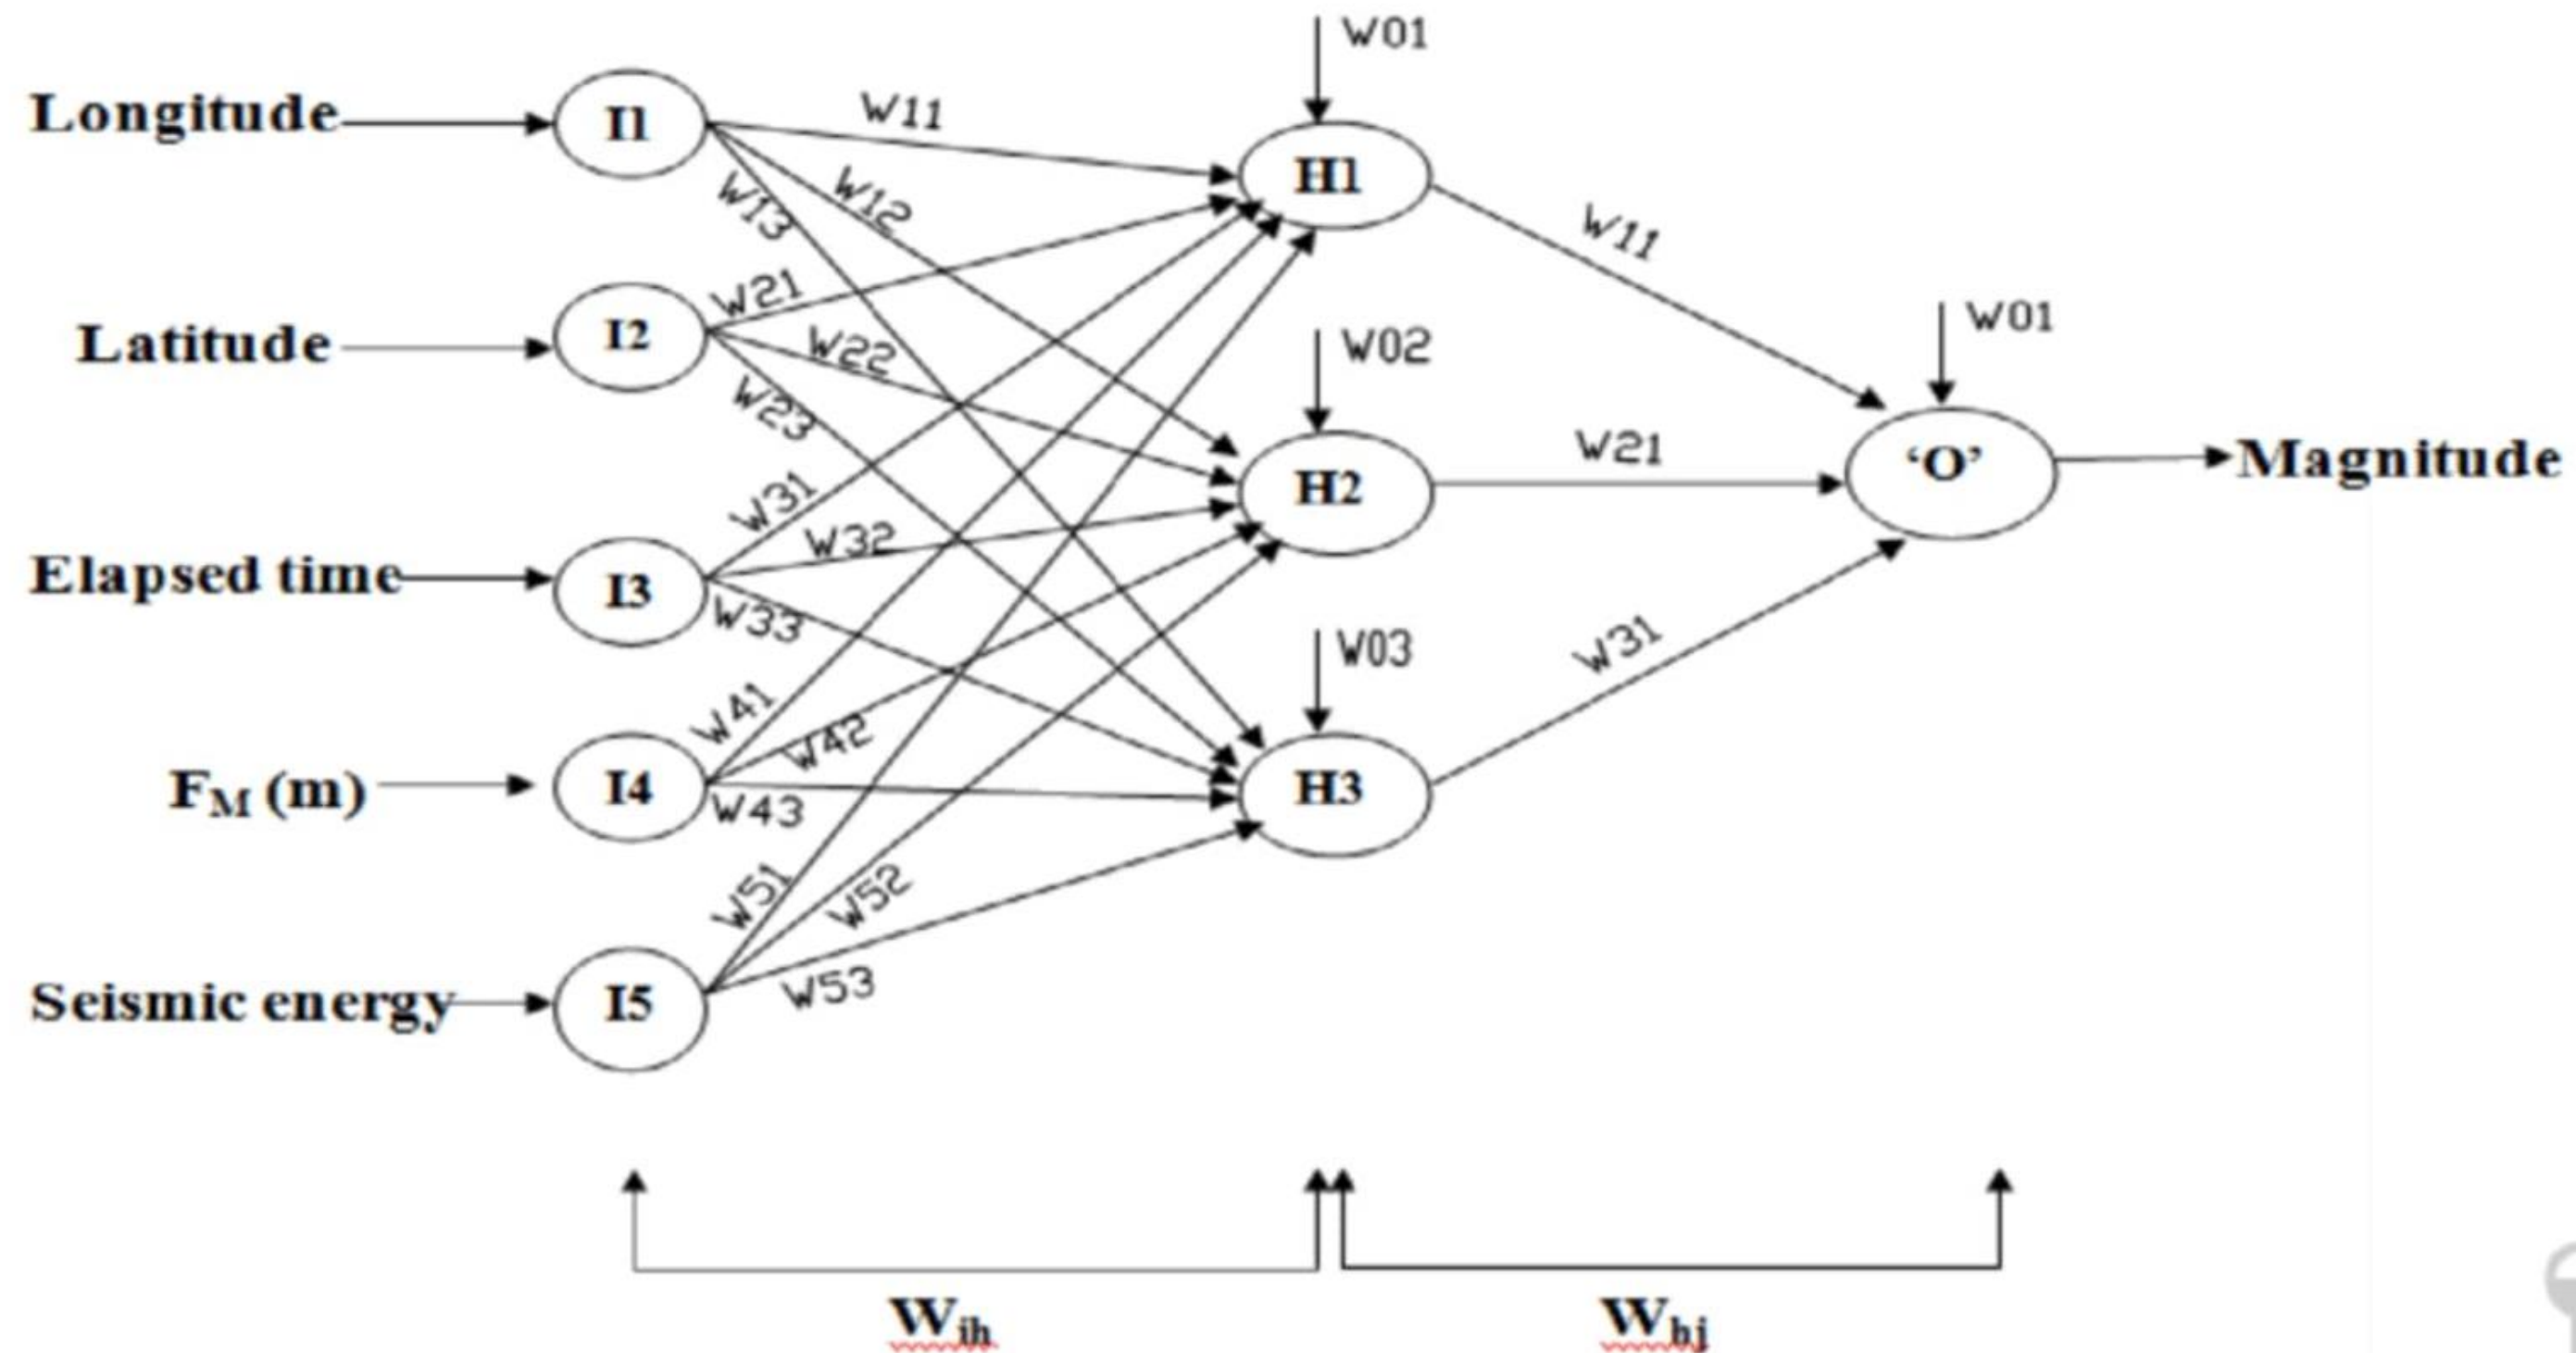 Longitude
I1
W11
W12
W13
W01
H1
W11
Latitude
I2
W21
W22
W23
W02
H2
W21
W01
‘O’
Magnitude
Elapsed time
I3
W31
W32
W33
W03
H3
W31
FM (m)
I4
W41
W42
W43
Seismic energy
I5
W51
W52
W53
Wih
Whj